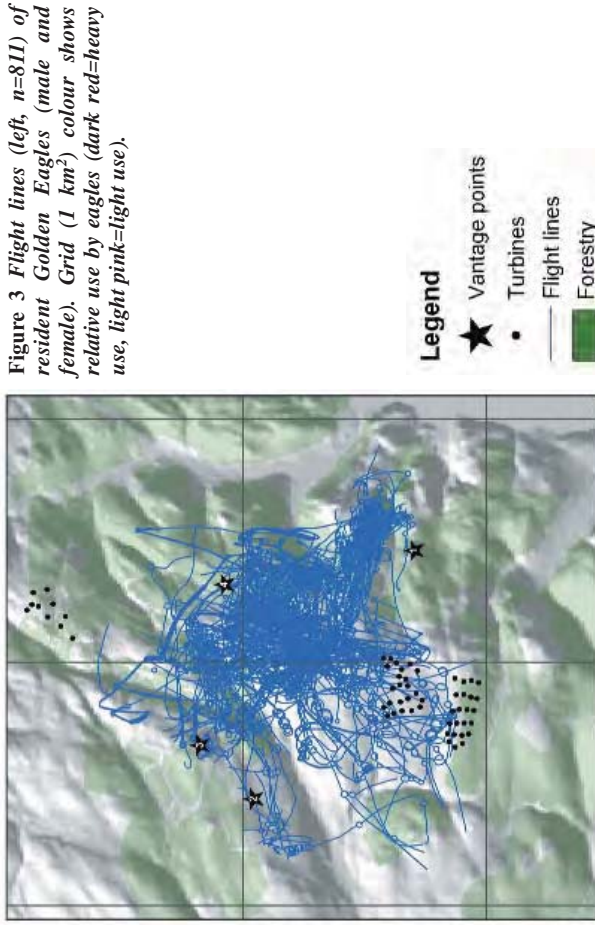 Figure 3 Flight lines (left, n=811) of
resident Golden Eagles (male and
female). Grid (1 km²) colour shows
relative use by eagles (dark red=heavy
use, light pink=light use).
Legend
Vantage points
Turbines
Flight lines
Forestry